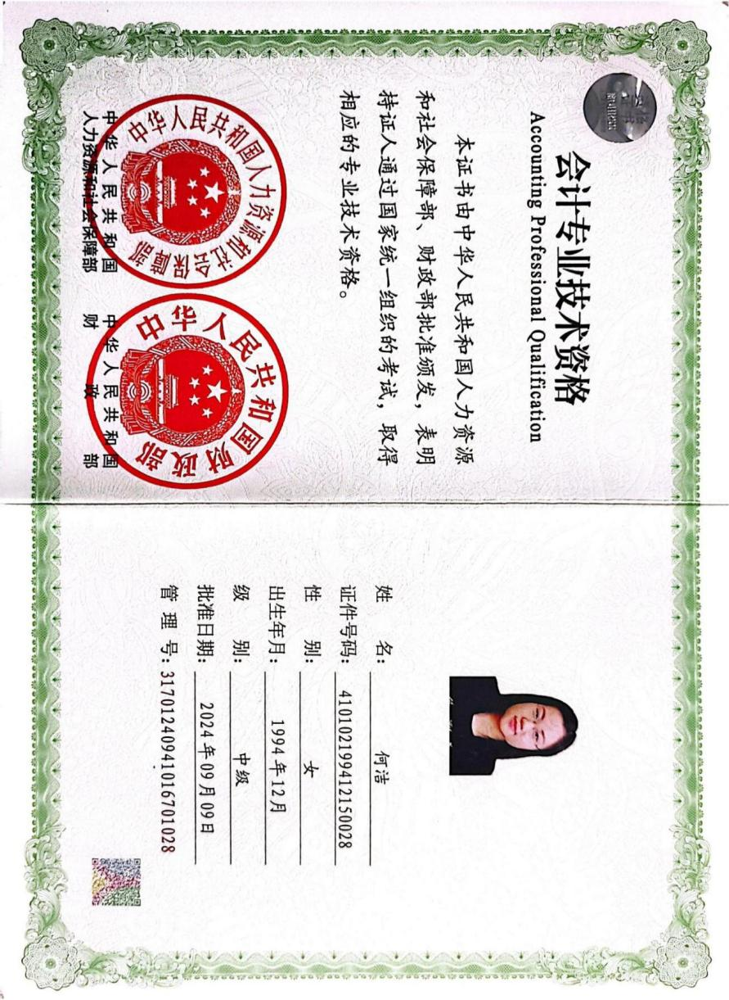 会计专业技术资格
Accounting Professional Qualification
本证书由中华人民共和国人力资源
和社会保障部、财政部批准颁发，表明
持证人通过国家统一组织的考试，取得
相应的专业技术资格。
中华人民共和国人力资源和社会保障部
中华人民共和国
人力资源和社会保障部
中华人民共和国财政部
中华人民共和国
财政部
姓名：何洁
证件号码：410102199412150028
性别：女
出生年月：1994年12月
级别：中级
批准日期：2024年09月09日
管理号：31701240941016701028